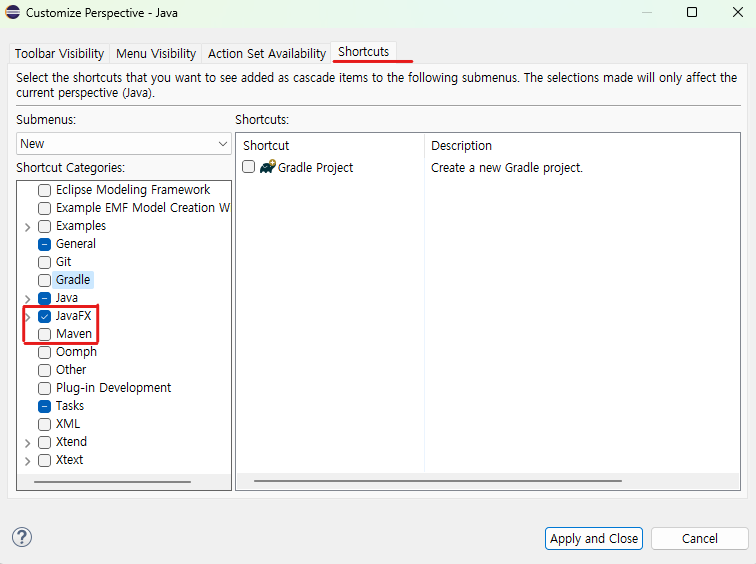 Customize Perspective - Java
Toolbar Visibility Menu Visibility Action Set Availability Shortcuts
Select the shortcuts that you want to see added as cascade items to the following submenus. The selections made will only affect the
current perspective (Java).
Submenus:
New
Shortcut Categories:
Eclipse Modeling Framework
Example EMF Model Creation W
Examples
General
Git
Gradle
Java
JavaFX
Maven
Oomph
Other
Plug-in Development
Tasks
XML
Xtend
Xtext
Shortcuts:
Shortcut Description
Gradle Project Create a new Gradle project.
?
Apply and Close Cancel